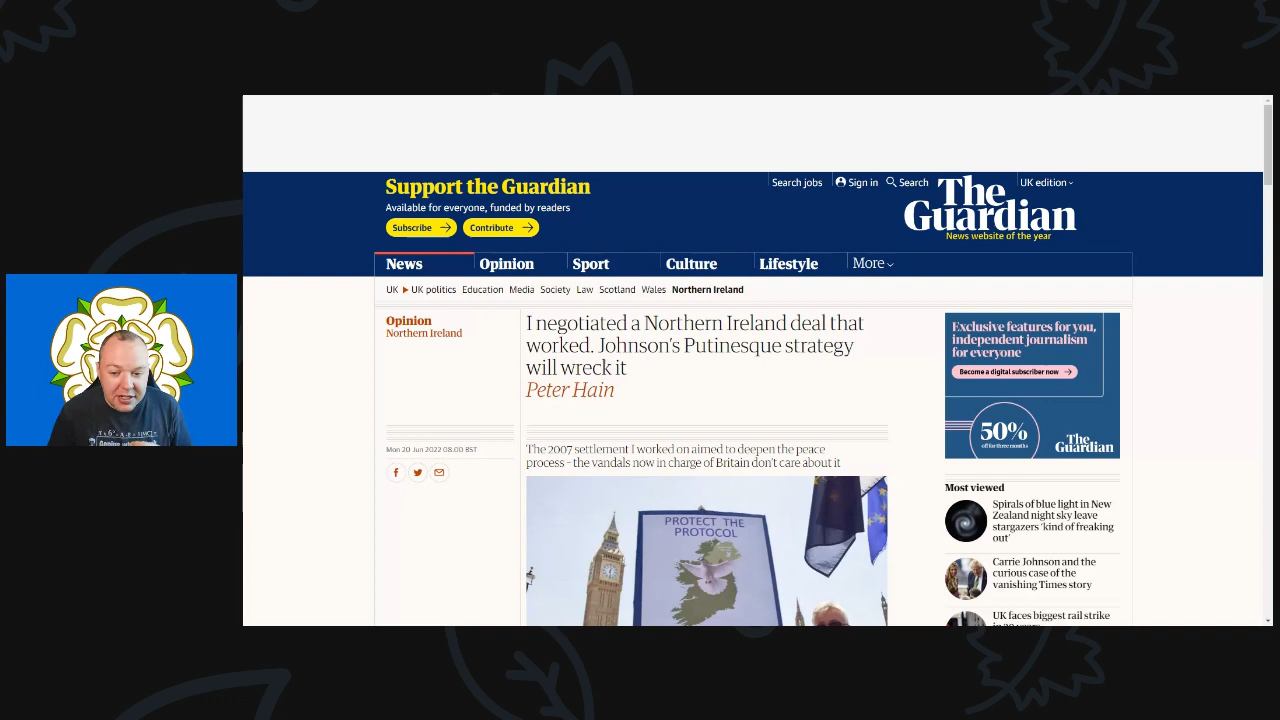 Support the Guardian
Available for everyone, funded by readers
Subscribe
Contribute
Search jobs
Sign in
Search
UK edition
The
Guardian
News website of the year
News
Opinion
Sport
Culture
Lifestyle
More
UK
UK politics
Education
Media
Society
Law
Scotland
Wales
Northern Ireland
Opinion
Northern Ireland
I negotiated a Northern Ireland deal that
worked. Johnson's Putinesque strategy
will wreck it
Peter Hain
Mon 20 Jun 2022 08.00 BST
The 2007 settlement I worked on aimed to deepen the peace
process – the vandals now in charge of Britain don't care about it
PROTECT THE
PROTOCOL
Exclusive features for you,
independent journalism
for everyone
Become a digital subscriber now
50%
off for three months
The
Guardian
Most viewed
Spirals of blue light in New
Zealand night sky leave
stargazers 'kind of freaking
out'
Carrie Johnson and the
curious case of the
vanishing Times story
UK faces biggest rail strike